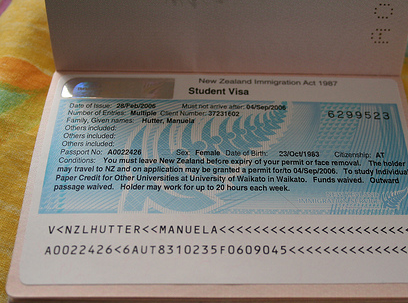 New Zealand Immigration Act 1987
Student Visa
Date of Issue: 28/Feb/2006 Must not arrive after: 04/Sep/2006
Number of Entries: Multiple Client Number: 37231602
6299523
Family, Given names: Hutter, Manuela
Others included:
Others included:
Others included:
Passport No: A0022426 Sex: Female Date of Birth: 23/Oct/1983 Citizenship: AT
Conditions: You must leave New Zealand before expiry of your permit or face removal. The holder
may travel to NZ and on application may be granted a permit for/to 04/Sep/2006. To study Individual
Paper Credit for Other Universities at University of Waikato in Waikato. Funds waived. Outward
passage waived. Holder may work for up to 20 hours each week.
V<NZLHUTTER<<MANUELA<<<<<<<<<<<<<<<<<<<
A0022426<6AUT8310235F0609045<<<<<<<<<<<